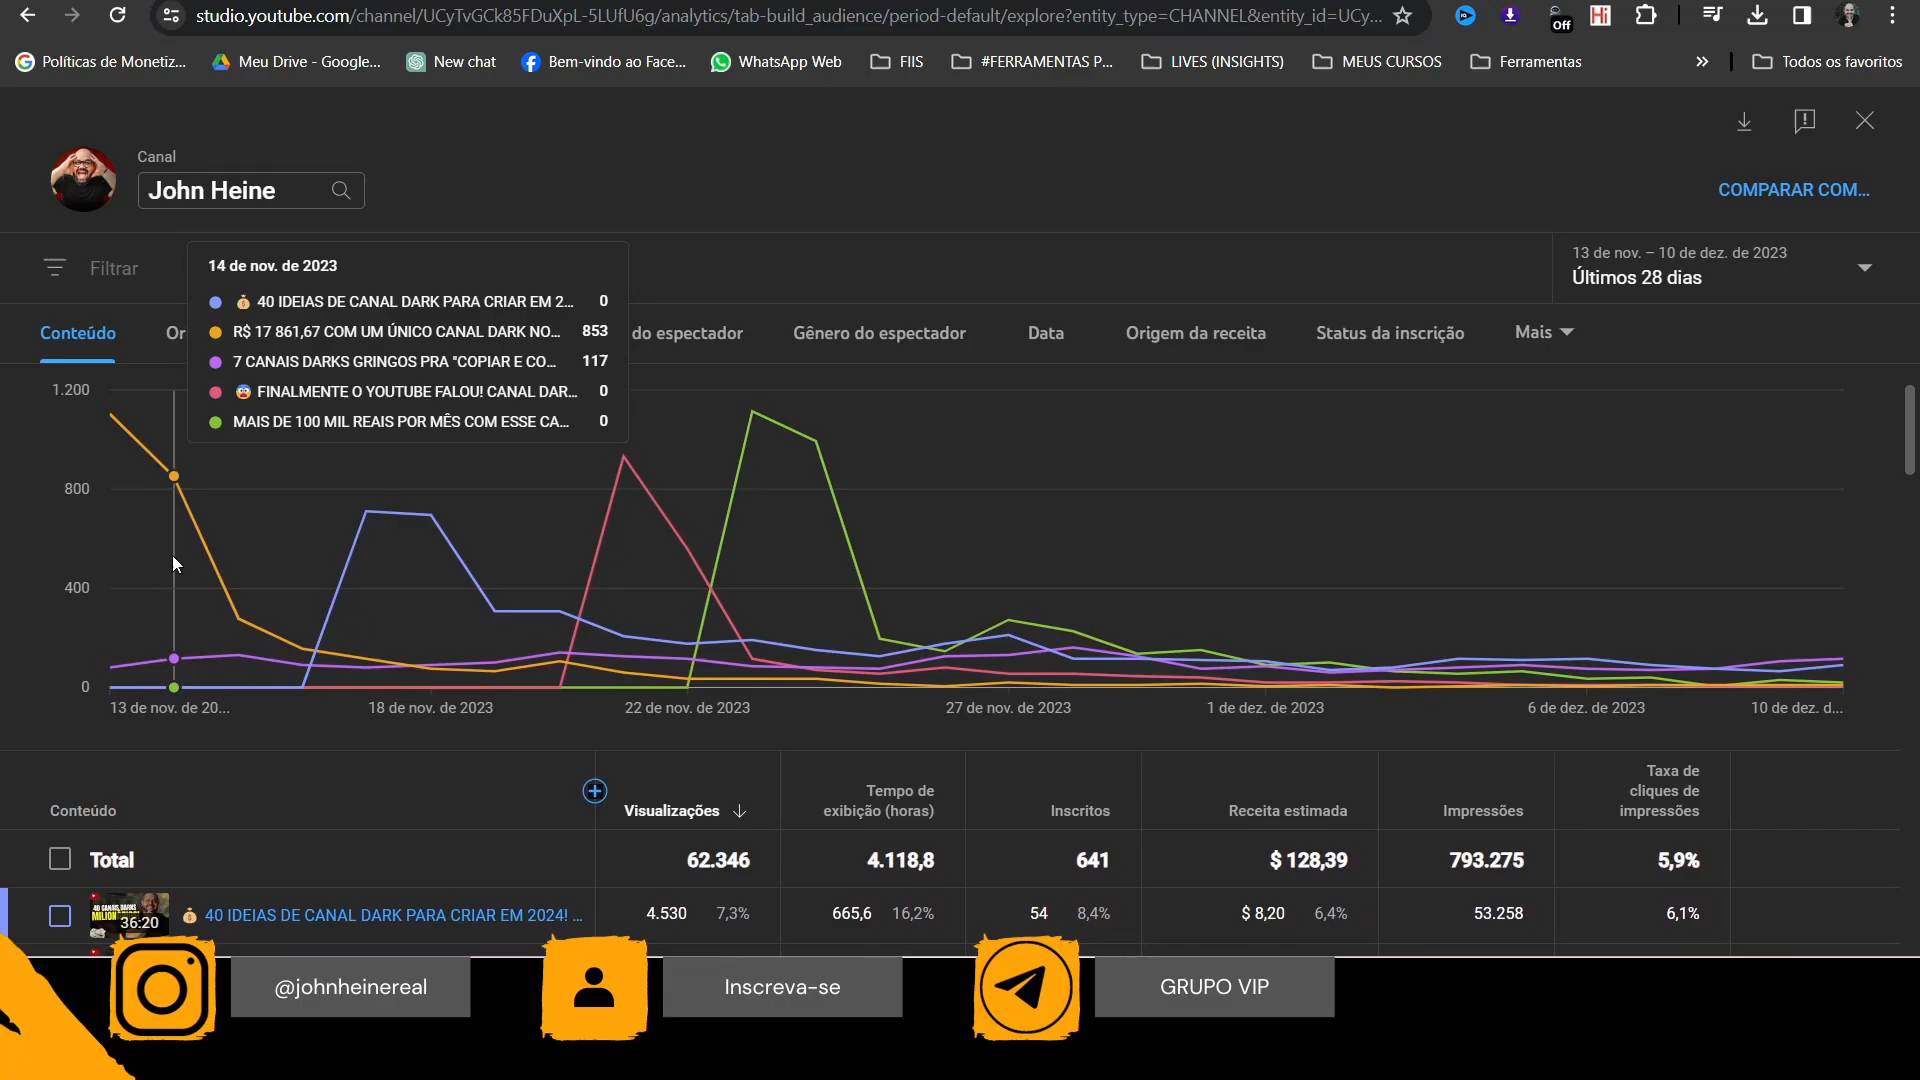 studio.youtube.com/channel/UCyTvGCk85FDuXpL-5LUfU6g/analytics/tab-build_audience/period-default/explore?entity_type=CHANNEL&entity_id=UCy...
Off
Hi
Políticas de Monetiz...
Meu Drive - Google...
New chat
Bem-vindo ao Face...
WhatsApp Web
FIIS
#FERRAMENTAS P...
LIVES (INSIGHTS)
MEUS CURSOS
Ferramentas
»
Todos os favoritos
Canal
John Heine
COMPARAR COM...
Filtrar
13 de nov. – 10 de dez. de 2023
Últimos 28 dias
14 de nov. de 2023
💰 40 IDEIAS DE CANAL DARK PARA CRIAR EM 2... 0
R$ 17 861,67 COM UM ÚNICO CANAL DARK NO... 853
7 CANAIS DARKS GRINGOS PRA "COPIAR E CO... 117
😨 FINALMENTE O YOUTUBE FALOU! CANAL DAR... 0
MAIS DE 100 MIL REAIS POR MÊS COM ESSE CA... 0
Conteúdo
Or
do espectador
Gênero do espectador
Data
Origem da receita
Status da inscrição
Mais
1.200
800
400
0
13 de nov. de 20...
18 de nov. de 2023
22 de nov. de 2023
27 de nov. de 2023
1 de dez. de 2023
6 de dez. de 2023
10 de dez. d...
Conteúdo
Visualizações
Tempo de
exibição (horas)
Inscritos
Receita estimada
Impressões
Taxa de
cliques de
impressões
Total 62.346 4.118,8 641 $ 128,39 793.275 5,9%
36:20
💰 40 IDEIAS DE CANAL DARK PARA CRIAR EM 2024! ... 4.530 7,3% 665,6 16,2% 54 8,4% $ 8,20 6,4% 53.258 6,1%
@johnheinereal
Inscreva-se
GRUPO VIP